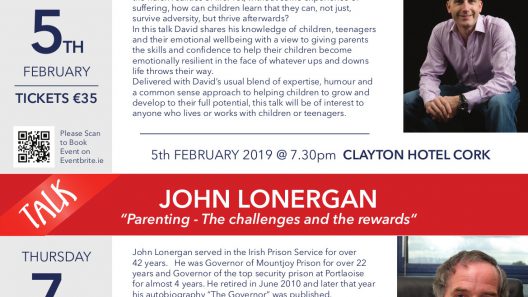 5TH
FEBRUARY
TICKETS €35
Please Scan
to Book
Event on
Eventbrite.ie
suffering, how can children learn that they can, not just,
survive adversity, but thrive afterwards?
In this talk David shares his knowledge of children, teenagers
and their emotional wellbeing with a view to giving parents
the skills and confidence to help their children become
emotionally resilient in the face of whatever ups and downs
life throws their way.
Delivered with David's usual blend of expertise, humour and
a common sense approach to helping children to grow and
develop to their full potential, this talk will be of interest to
anyone who lives or works with children or teenagers.
5th FEBRUARY 2019 @ 7.30pm CLAYTON HOTEL CORK
TALK
JOHN LONERGAN
"Parenting - The challenges and the rewards"
THURSDAY
7
John Lonergan served in the Irish Prison Service for over
42 years. He was Governor of Mountjoy Prison for over 22
years and Governor of the top security prison at Portlaoise
for almost 4 years. He retired in June 2010 and later that year
his autobiography "The Governor" was published.